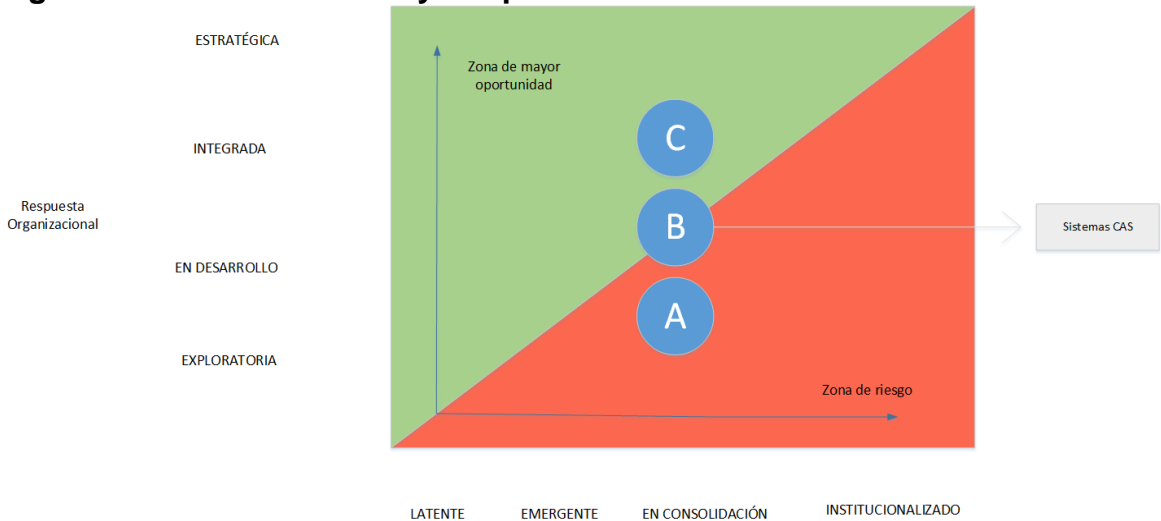 ESTRATÉGICA
Zona de mayor
oportunidad
C
INTEGRADA
Respuesta
Organizacional
B
Sistemas CAS
EN DESARROLLO
A
EXPLORATORIA
Zona de riesgo
LATENTE
EMERGENTE
EN CONSOLIDACIÓN
INSTITUCIONALIZADO